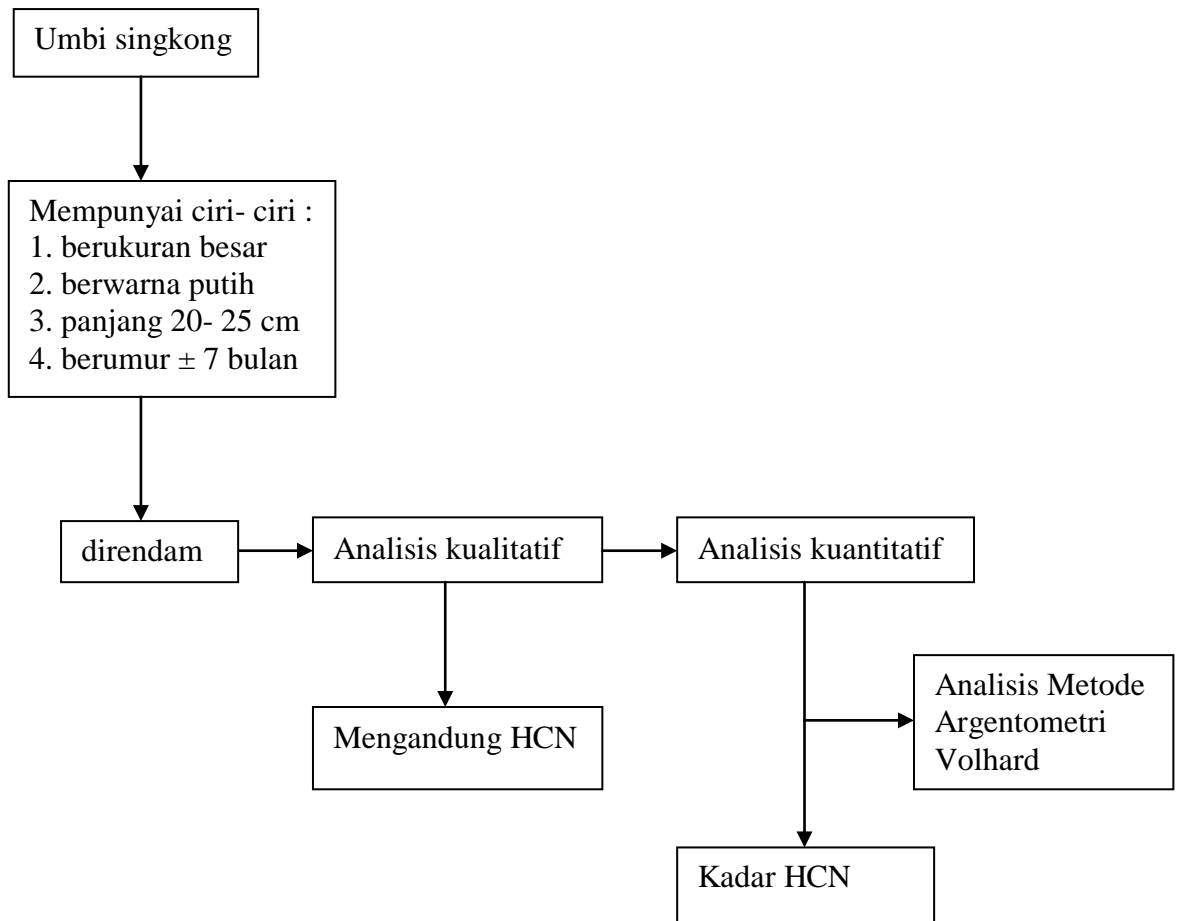 Umbi singkong
Mempunyai ciri- ciri :
1. berukuran besar
2. berwarna putih
3. panjang 20- 25 cm
4. berumur ± 7 bulan
direndam
Analisis kualitatif
Analisis kuantitatif
Mengandung HCN
Analisis Metode
Argentometri
Volhard
Kadar HCN